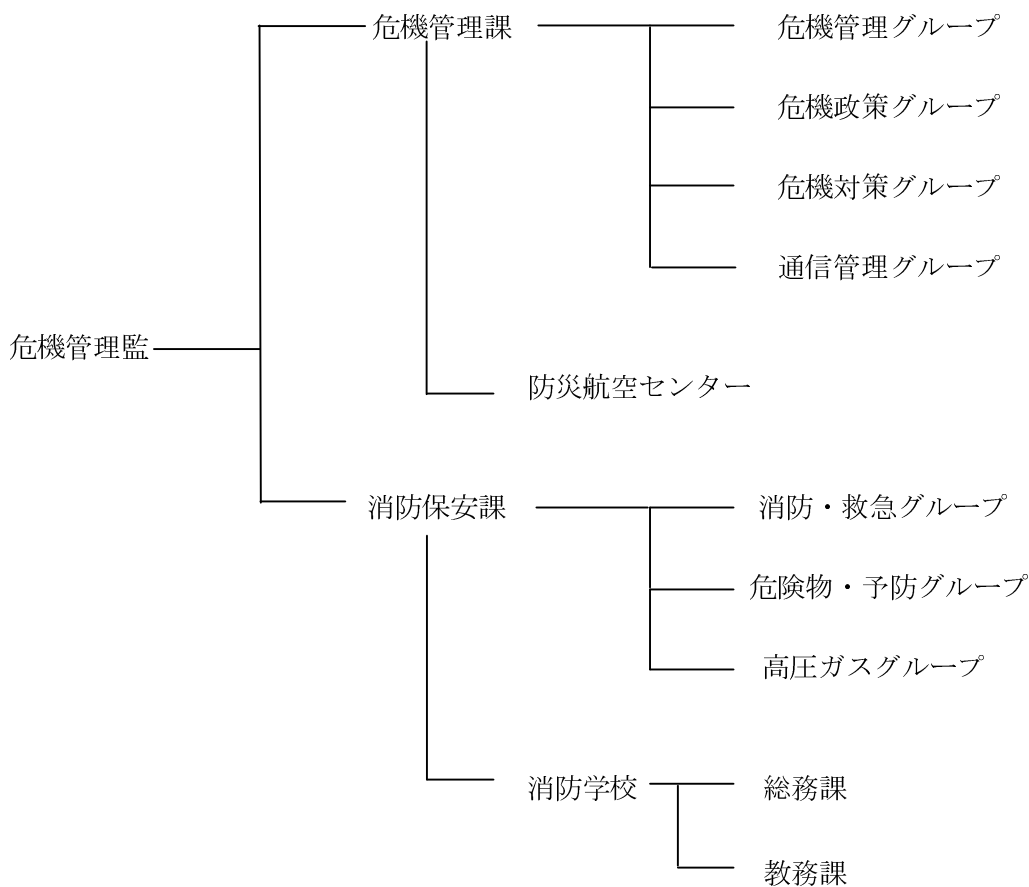 危機管理課
危機管理グループ
危機政策グループ
危機対策グループ
通信管理グループ
危機管理監
防災航空センター
消防保安課
消防・救急グループ
危険物・予防グループ
高圧ガスグループ
消防学校
総務課
教務課